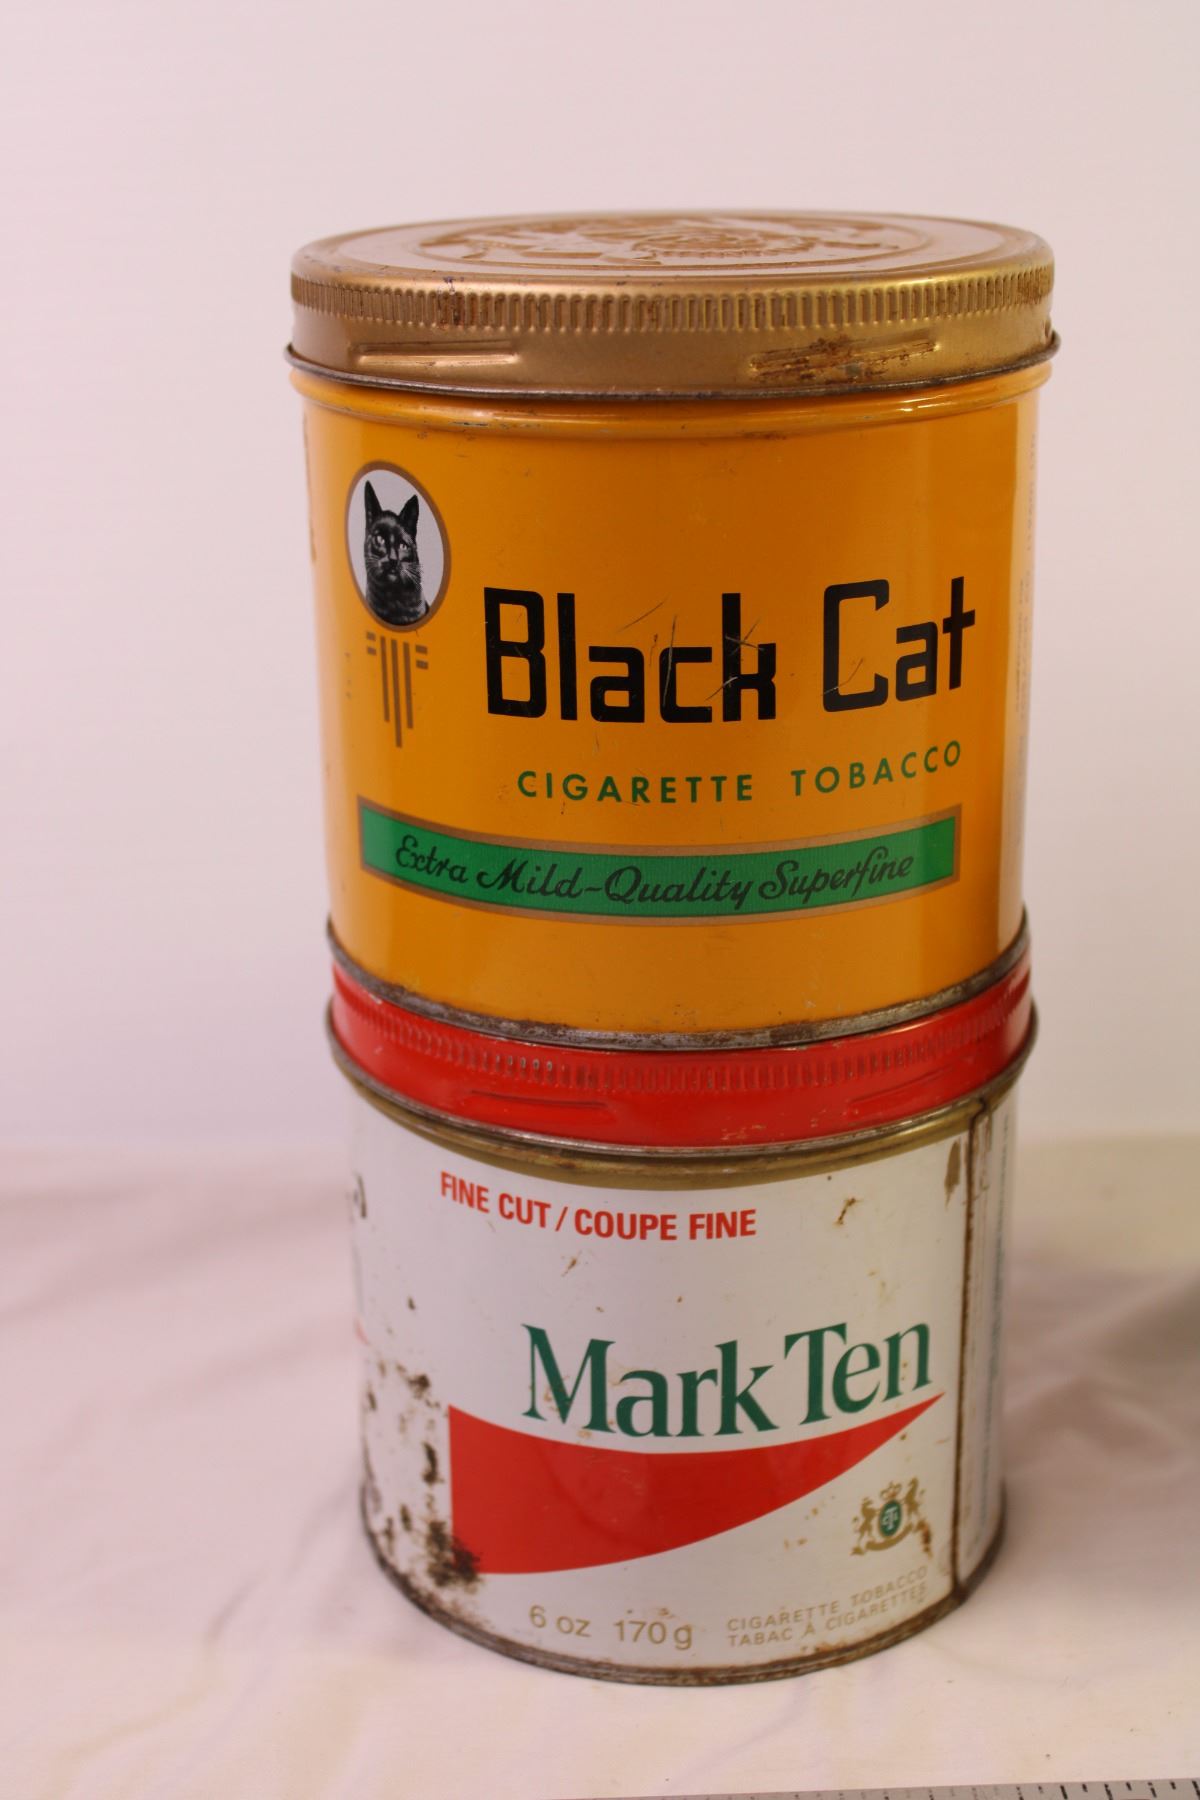 Black Cat
CIGARETTE TOBACCO
Extra Mild-Quality Superfine
FINE CUT / COUPE FINE
Mark Ten
6 oz 170 g
CIGARETTE TOBACCO
TABAC À CIGARETTES